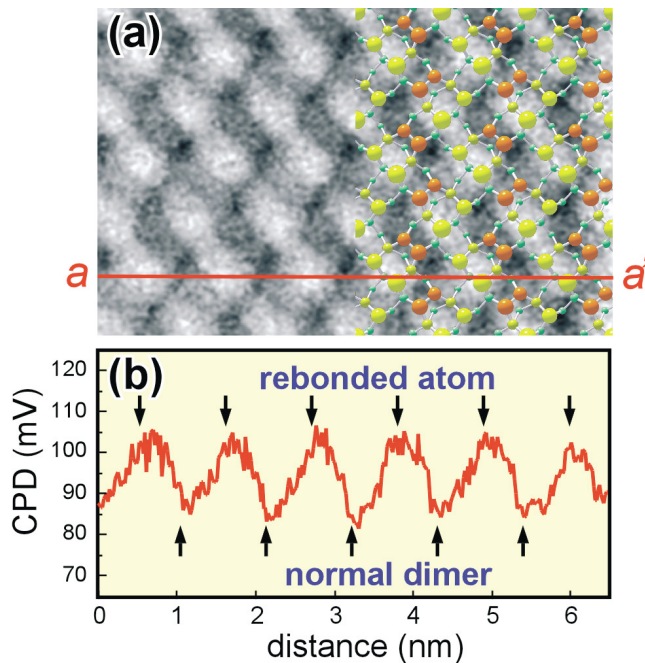 (a)
a a'
(b)
rebonded atom
normal dimer
CPD (mV)
120
110
100
90
80
70
0 1 2 3 4 5 6
distance (nm)